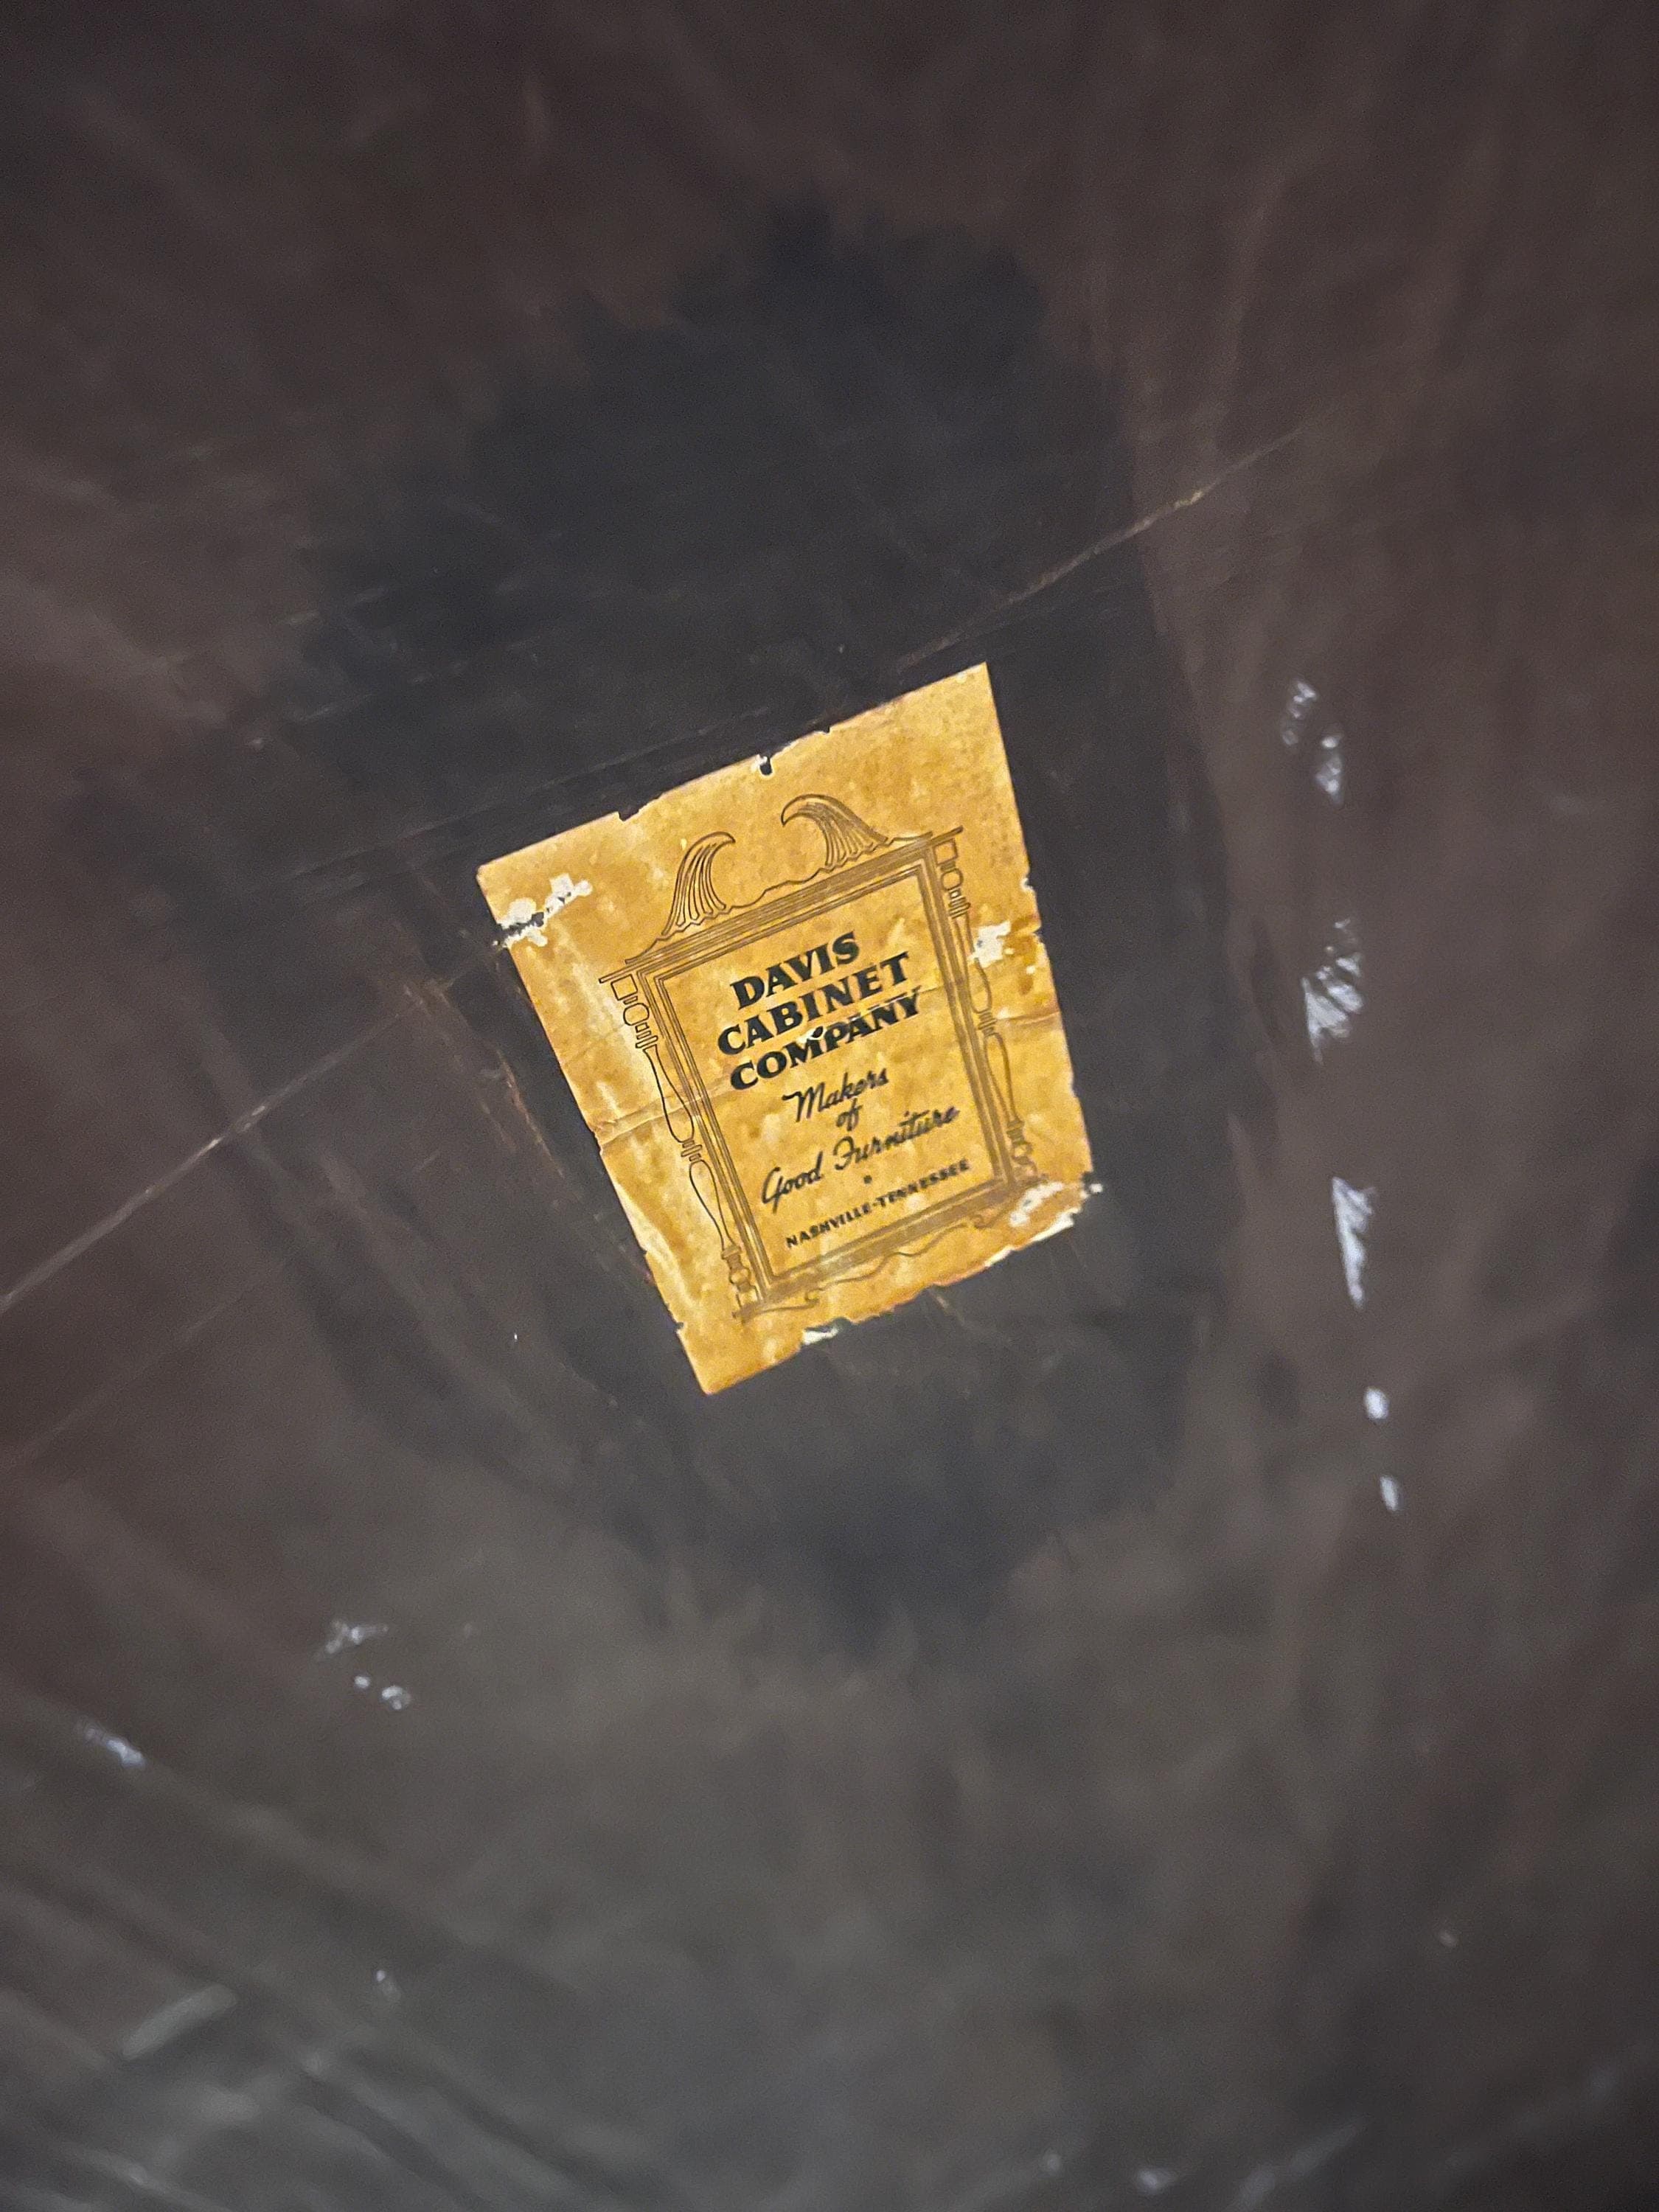 DAVIS
CABINET
COMPANY
Makers
of
Good Furniture
NASHVILLE-TENNESSEE